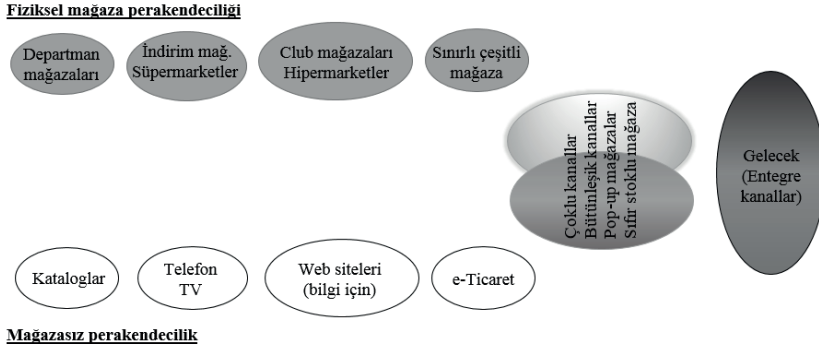 Fiziksel mağaza perakendeciliği
Departman
mağazaları
İndirim mağ.
Süpermarketler
Club mağazaları
Hipermarketler
Sınırlı çeşitli
mağaza
Çoklu kanallar
Bütünleşik kanallar
Pop-up mağazalar
Sıfır stoklu mağaza
Gelecek
(Entegre
kanallar)
Kataloglar
Telefon
TV
Web siteleri
(bilgi için)
e-Ticaret
Mağazasız perakendecilik